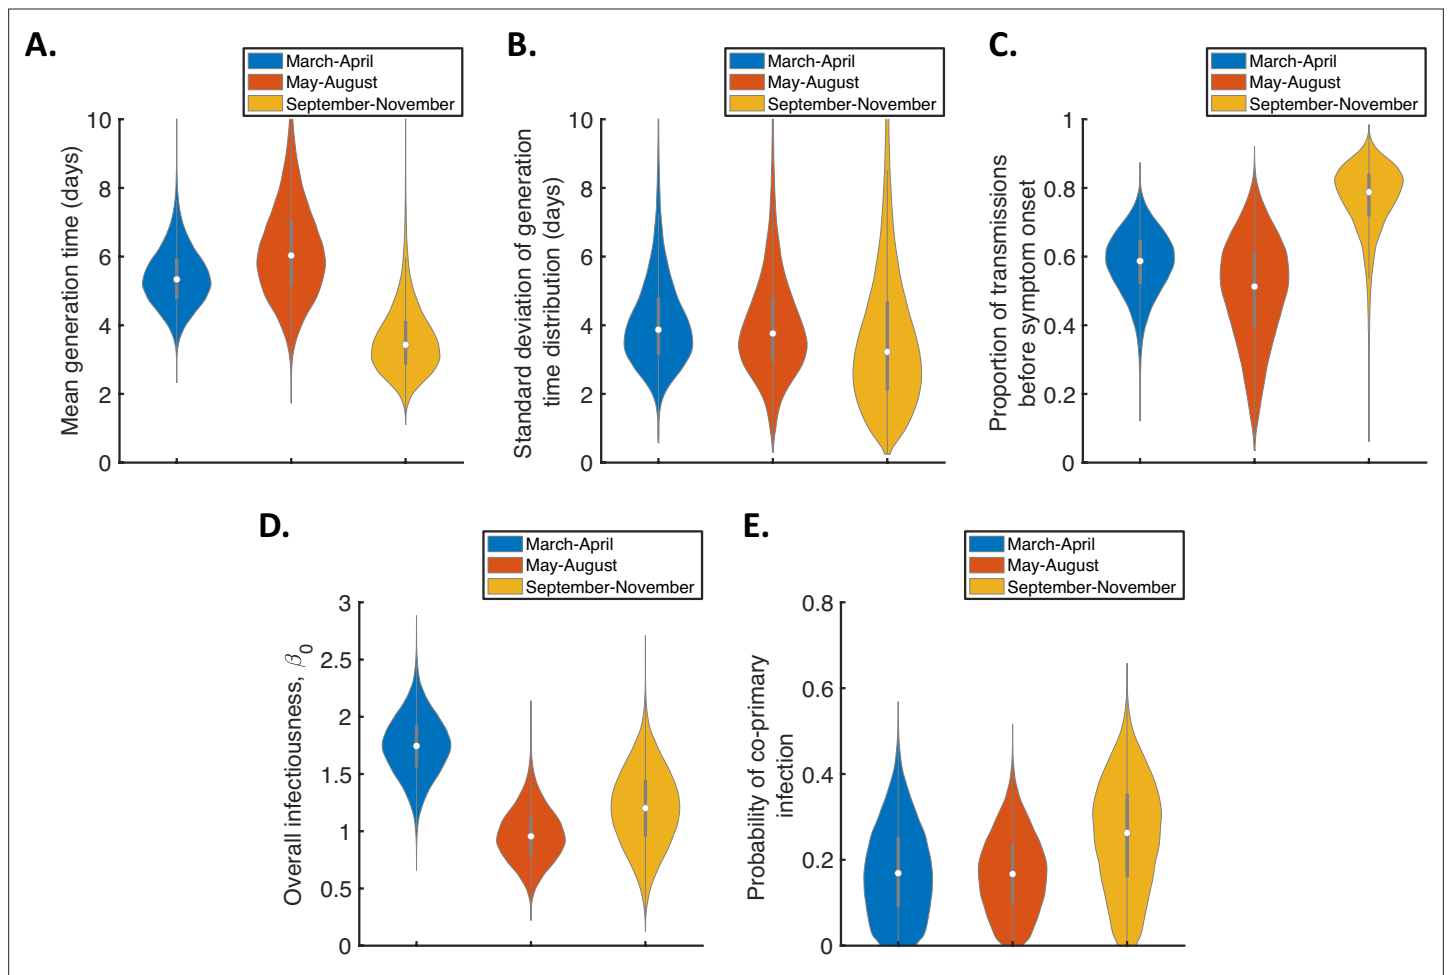 A.
March-April
May-August
September-November
Mean generation time (days)
10
8
6
4
2
0
B.
March-April
May-August
September-November
Standard deviation of generation
time distribution (days)
10
8
6
4
2
0
C.
March-April
May-August
September-November
Proportion of transmissions
before symptom onset
1
0.8
0.6
0.4
0.2
0
D.
March-April
May-August
September-November
Overall infectiousness, β0
3
2.5
2
1.5
1
0.5
0
E.
March-April
May-August
September-November
Probability of co-primary
infection
0.8
0.6
0.4
0.2
0